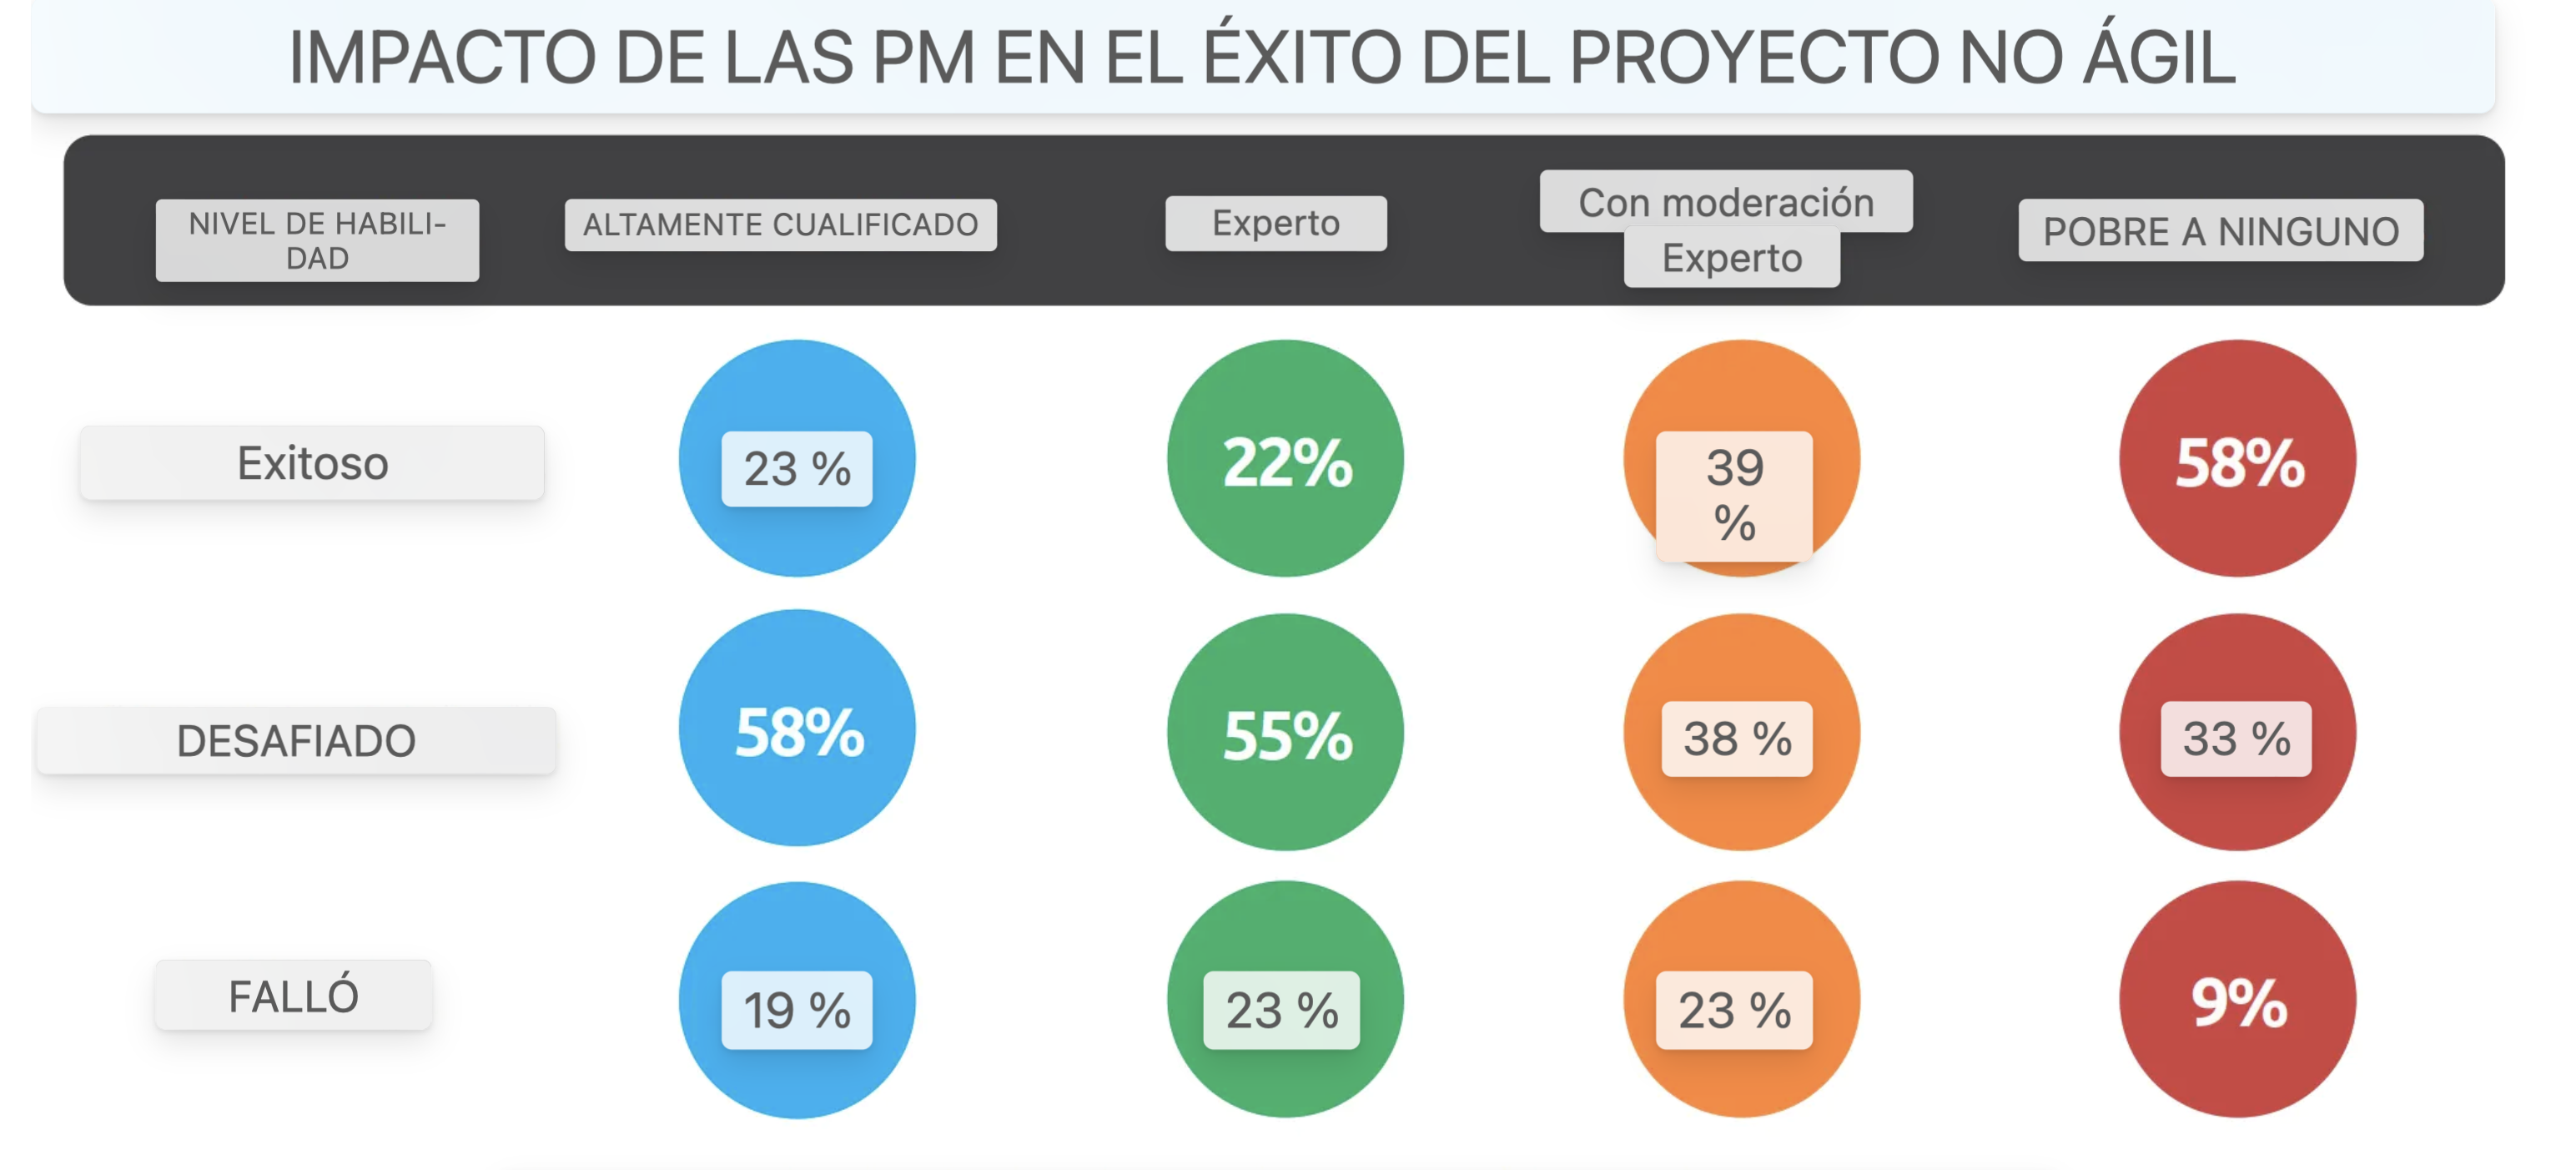 IMPACTO DE LAS PM EN EL ÉXITO DEL PROYECTO NO ÁGIL
NIVEL DE HABILI-
DAD
ALTAMENTE CUALIFICADO
Experto
Con moderación
Experto
POBRE A NINGUNO
Exitoso
23 %
22%
39
%
58%
DESAFIADO
58%
55%
38 %
33 %
FALLÓ
19 %
23 %
23 %
9%